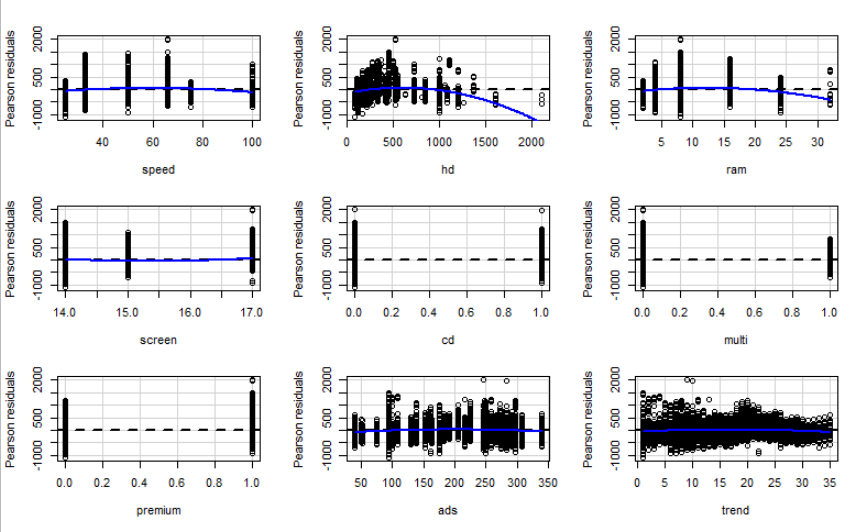 Pearson residuals
2000
500
-1000
40 60 80 100
speed
Pearson residuals
2000
500
-1000
0 500 1000 1500 2000
hd
Pearson residuals
2000
500
-1000
5 10 15 20 25 30
ram
Pearson residuals
2000
500
-1000
14.0 15.0 16.0 17.0
screen
Pearson residuals
2000
500
-1000
0.0 0.2 0.4 0.6 0.8 1.0
cd
Pearson residuals
2000
500
-1000
0.0 0.2 0.4 0.6 0.8 1.0
multi
Pearson residuals
2000
500
-1000
0.0 0.2 0.4 0.6 0.8 1.0
premium
Pearson residuals
2000
500
-1000
50 100 150 200 250 300 350
ads
Pearson residuals
2000
500
-1000
0 5 10 15 20 25 30 35
trend